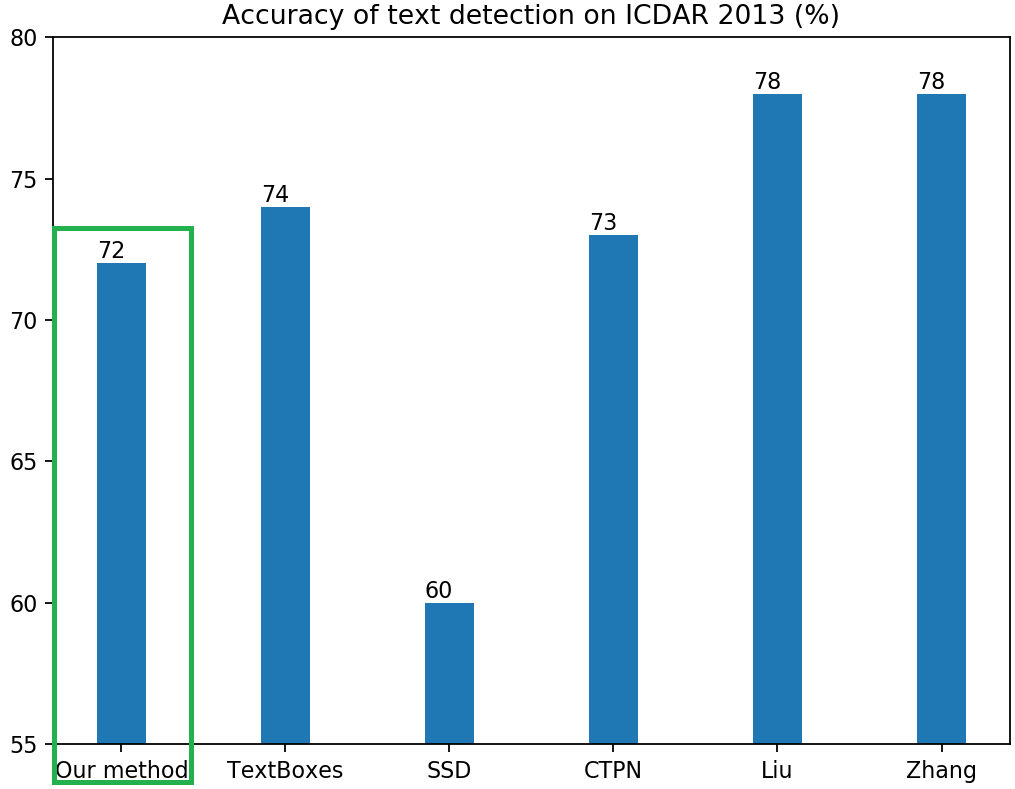 Accuracy of text detection on ICDAR 2013 (%)
80
75
70
65
60
55
72
74
60
73
78
78
Our method
TextBoxes
SSD
CTPN
Liu
Zhang